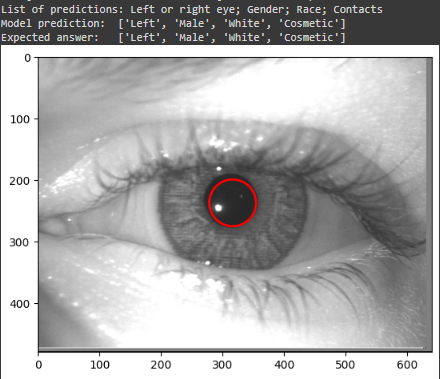 List of predictions: Left or right eye; Gender; Race; Contacts
Model prediction:  ['Left', 'Male', 'White', 'Cosmetic']
Expected answer:   ['Left', 'Male', 'White', 'Cosmetic']
0
100
200
300
400
0 100 200 300 400 500 600